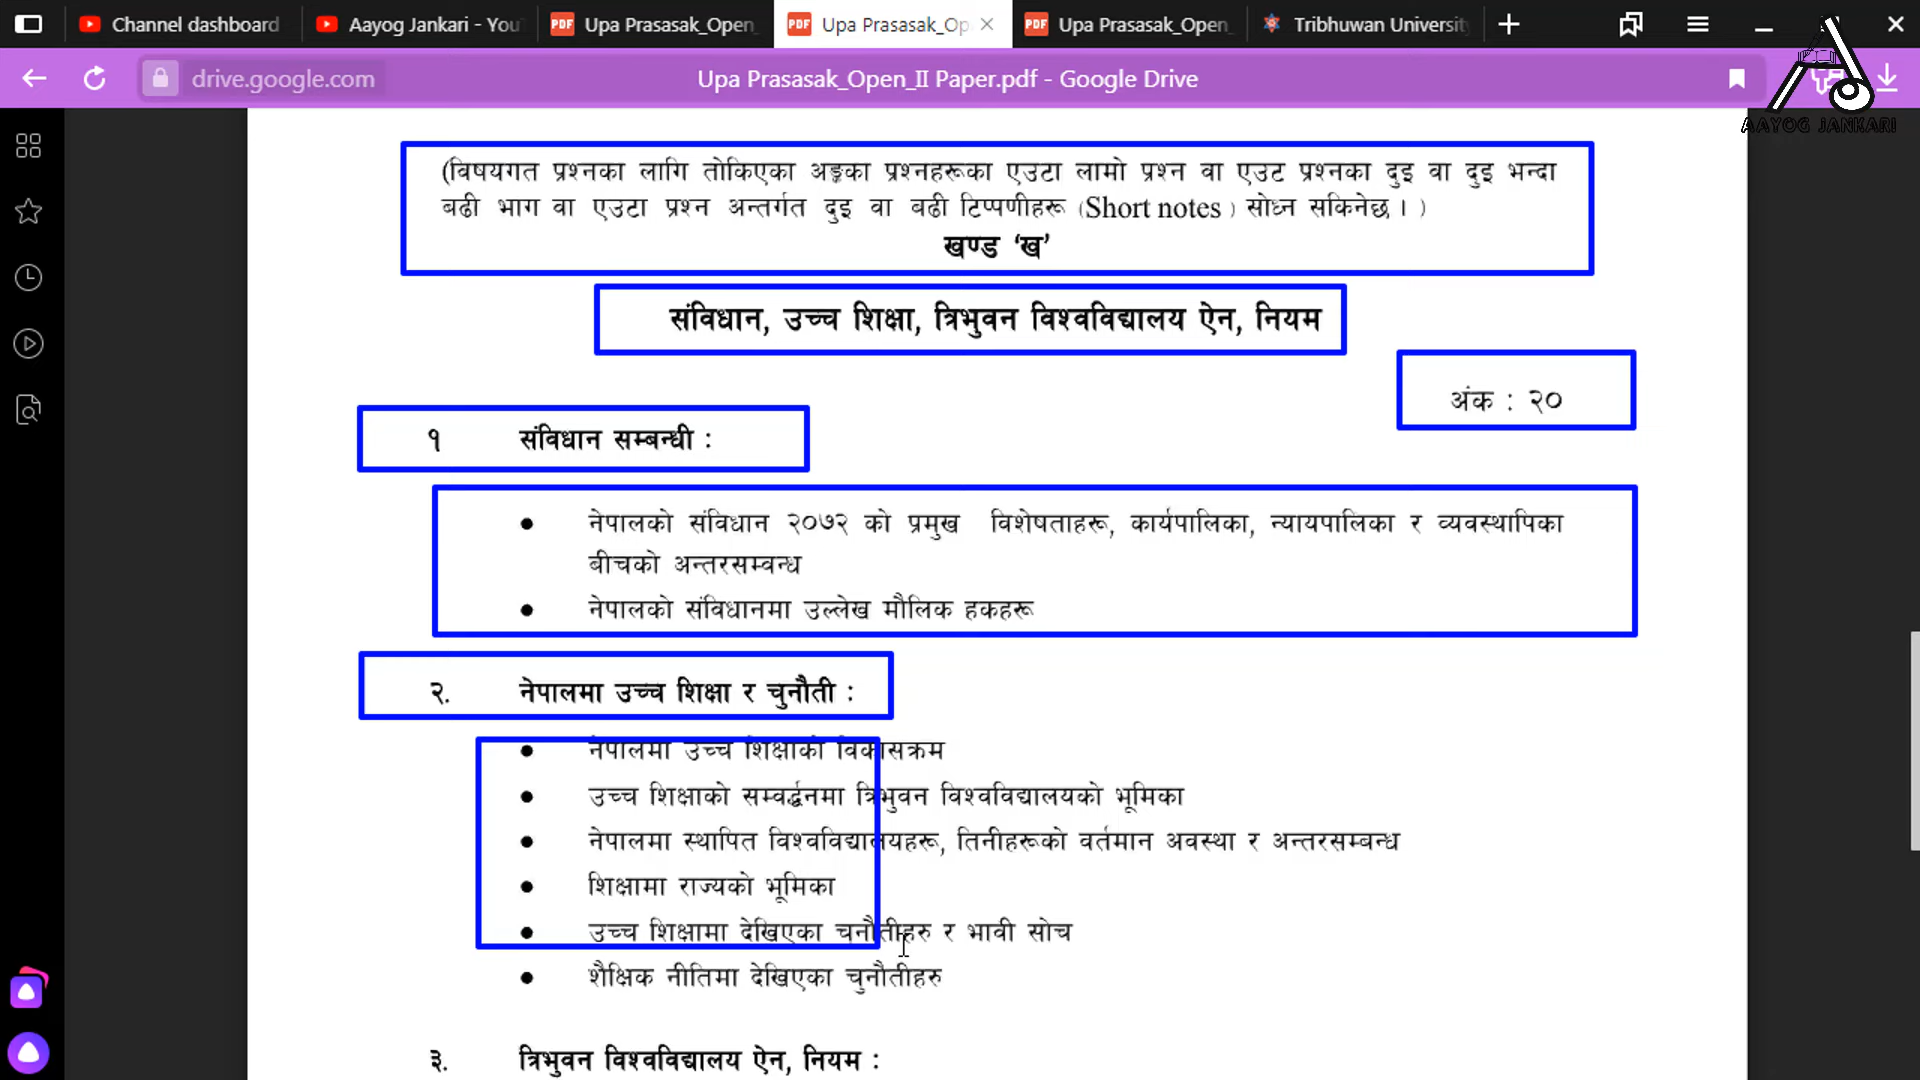 Channel dashboard
Aayog Jankari - You
Upa Prasasak_Open_
Upa Prasasak_Op
Upa Prasasak_Open_
Tribhuwan University
drive.google.com
Upa Prasasak_Open_II Paper.pdf - Google Drive
AAYOG JANKARI
(विषयगत प्रश्नका लागि तोकिएका अङ्कका प्रश्नहरूका एउटा लामो प्रश्न वा एउट प्रश्नका दुइ वा दुइ भन्दा
बढी भाग वा एउटा प्रश्न अन्तर्गत दुइ वा बढी टिप्पणीहरू (Short notes ) सोध्न सकिनेछ। )
खण्ड ‘ख’
संविधान, उच्च शिक्षा, त्रिभुवन विश्वविद्यालय ऐन, नियम
अंक : २०
१ संविधान सम्बन्धी :
● नेपालको संविधान २०७२ को प्रमुख विशेषताहरू, कार्यपालिका, न्यायपालिका र व्यवस्थापिका
बीचको अन्तरसम्वन्ध
● नेपालको संविधानमा उल्लेख मौलिक हकहरू
२. नेपालमा उच्च शिक्षा र चुनौती :
● नेपालमा उच्च शिक्षाको विकासक्रम
● उच्च शिक्षाको सम्वर्द्धनमा त्रिभुवन विश्वविद्यालयको भूमिका
● नेपालमा स्थापित विश्वविद्यालयहरू, तिनीहरूको वर्तमान अवस्था र अन्तरसम्बन्ध
● शिक्षामा राज्यको भूमिका
● उच्च शिक्षामा देखिएका चनौतीहरु र भावी सोच
● शैक्षिक नीतिमा देखिएका चुनौतीहरु
३. त्रिभुवन विश्वविद्यालय ऐन, नियम :